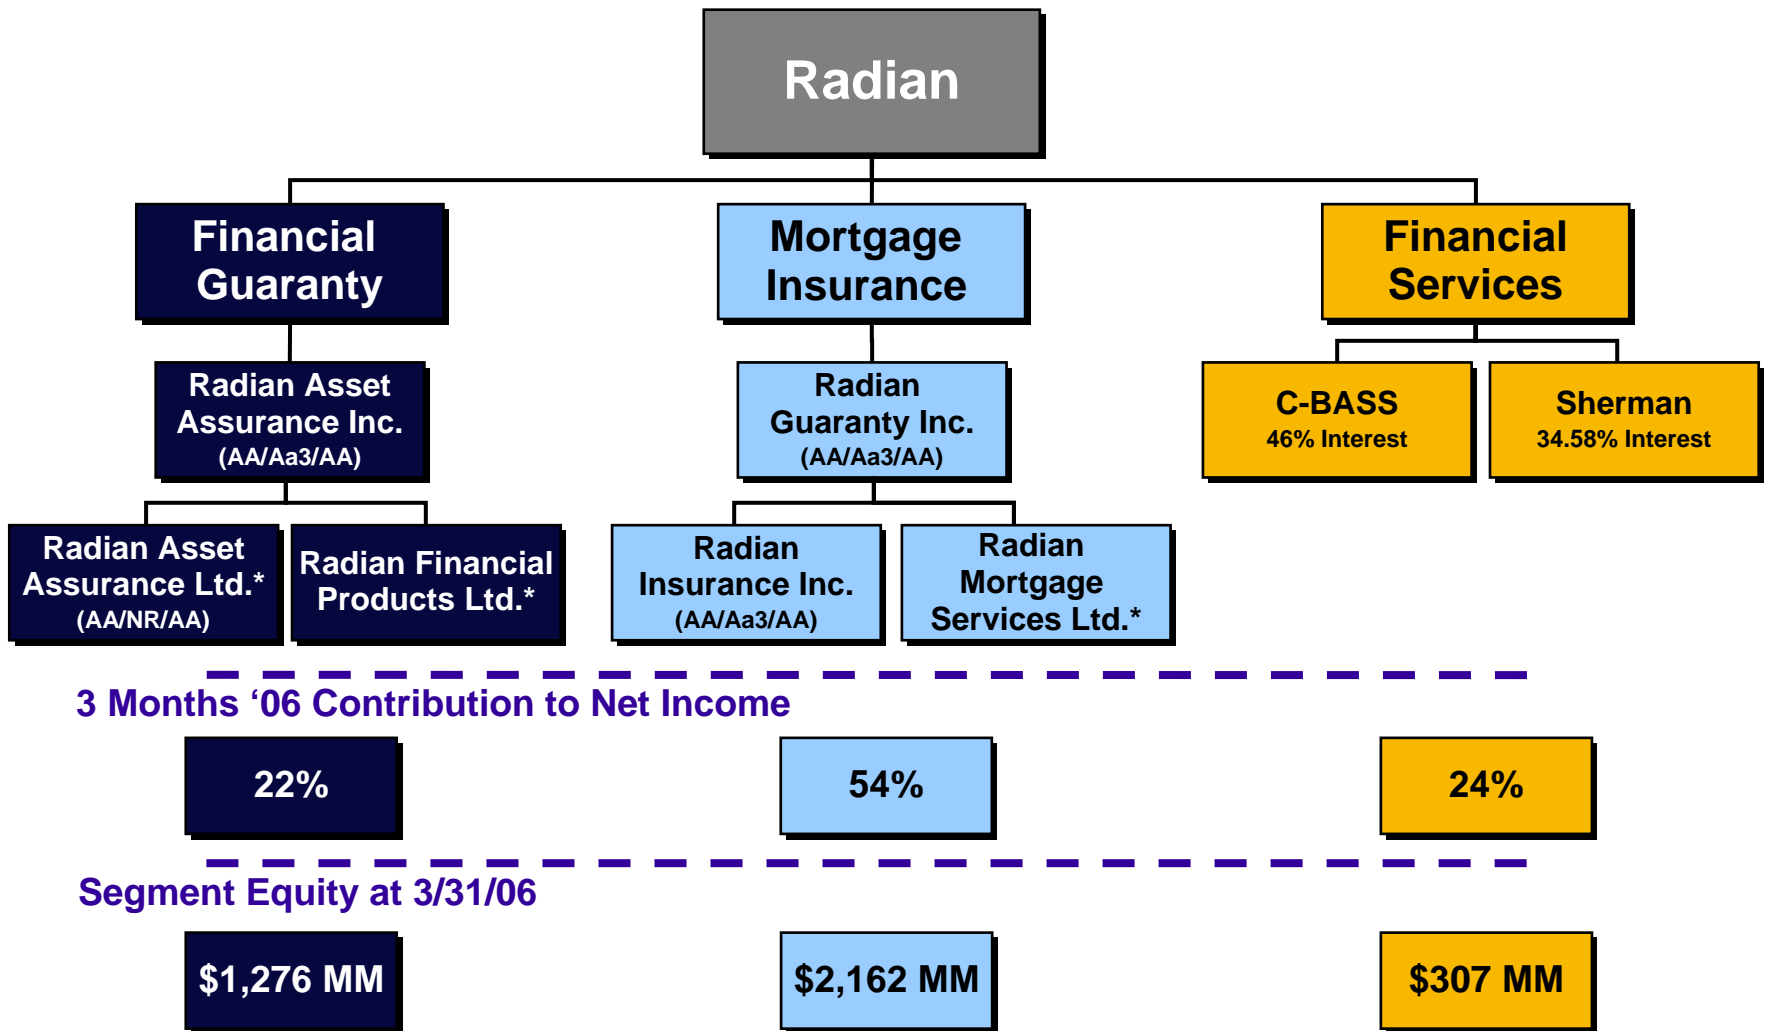 Radian
Financial
Guaranty
Mortgage
Insurance
Financial
Services
Radian Asset
Assurance Inc.
(AA/Aa3/AA)
Radian
Guaranty Inc.
(AA/Aa3/AA)
C-BASS
46% Interest
Sherman
34.58% Interest
Radian Asset
Assurance Ltd.*
(AA/NR/AA)
Radian Financial
Products Ltd.*
Radian
Insurance Inc.
(AA/Aa3/AA)
Radian
Mortgage
Services Ltd.*
3 Months ‘06 Contribution to Net Income
22%
54%
24%
Segment Equity at 3/31/06
$1,276 MM
$2,162 MM
$307 MM